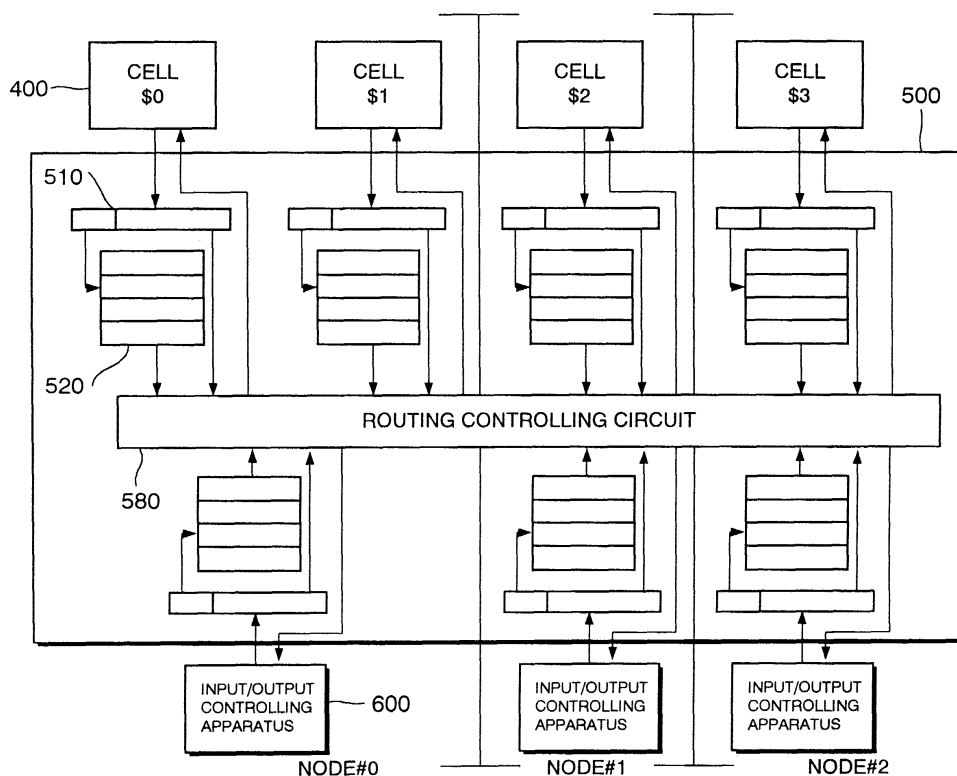 400
CELL
$0
CELL
$1
CELL
$2
CELL
$3
500
510
520
ROUTING CONTROLLING CIRCUIT
580
INPUT/OUTPUT
CONTROLLING
APPARATUS
600
INPUT/OUTPUT
CONTROLLING
APPARATUS
INPUT/OUTPUT
CONTROLLING
APPARATUS
NODE#0
NODE#1
NODE#2